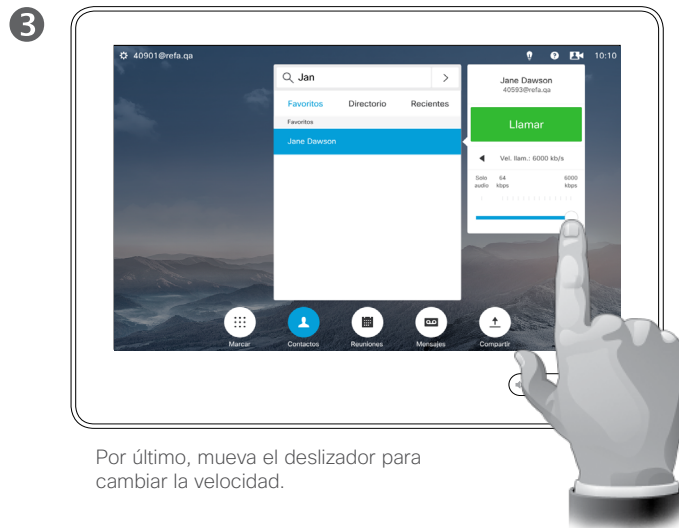 3
40901@refa.qa
10:10
Jan
Favoritos Directorio Recientes
Favoritos
Jane Dawson
Jane Dawson
40593@refa.qa
Llamar
Vel. llam.: 6000 kb/s
Solo audio 64 kbps 6000 kbps
Marcar Contactos Reuniones Mensajes Compartir
Por último, mueva el deslizador para
cambiar la velocidad.